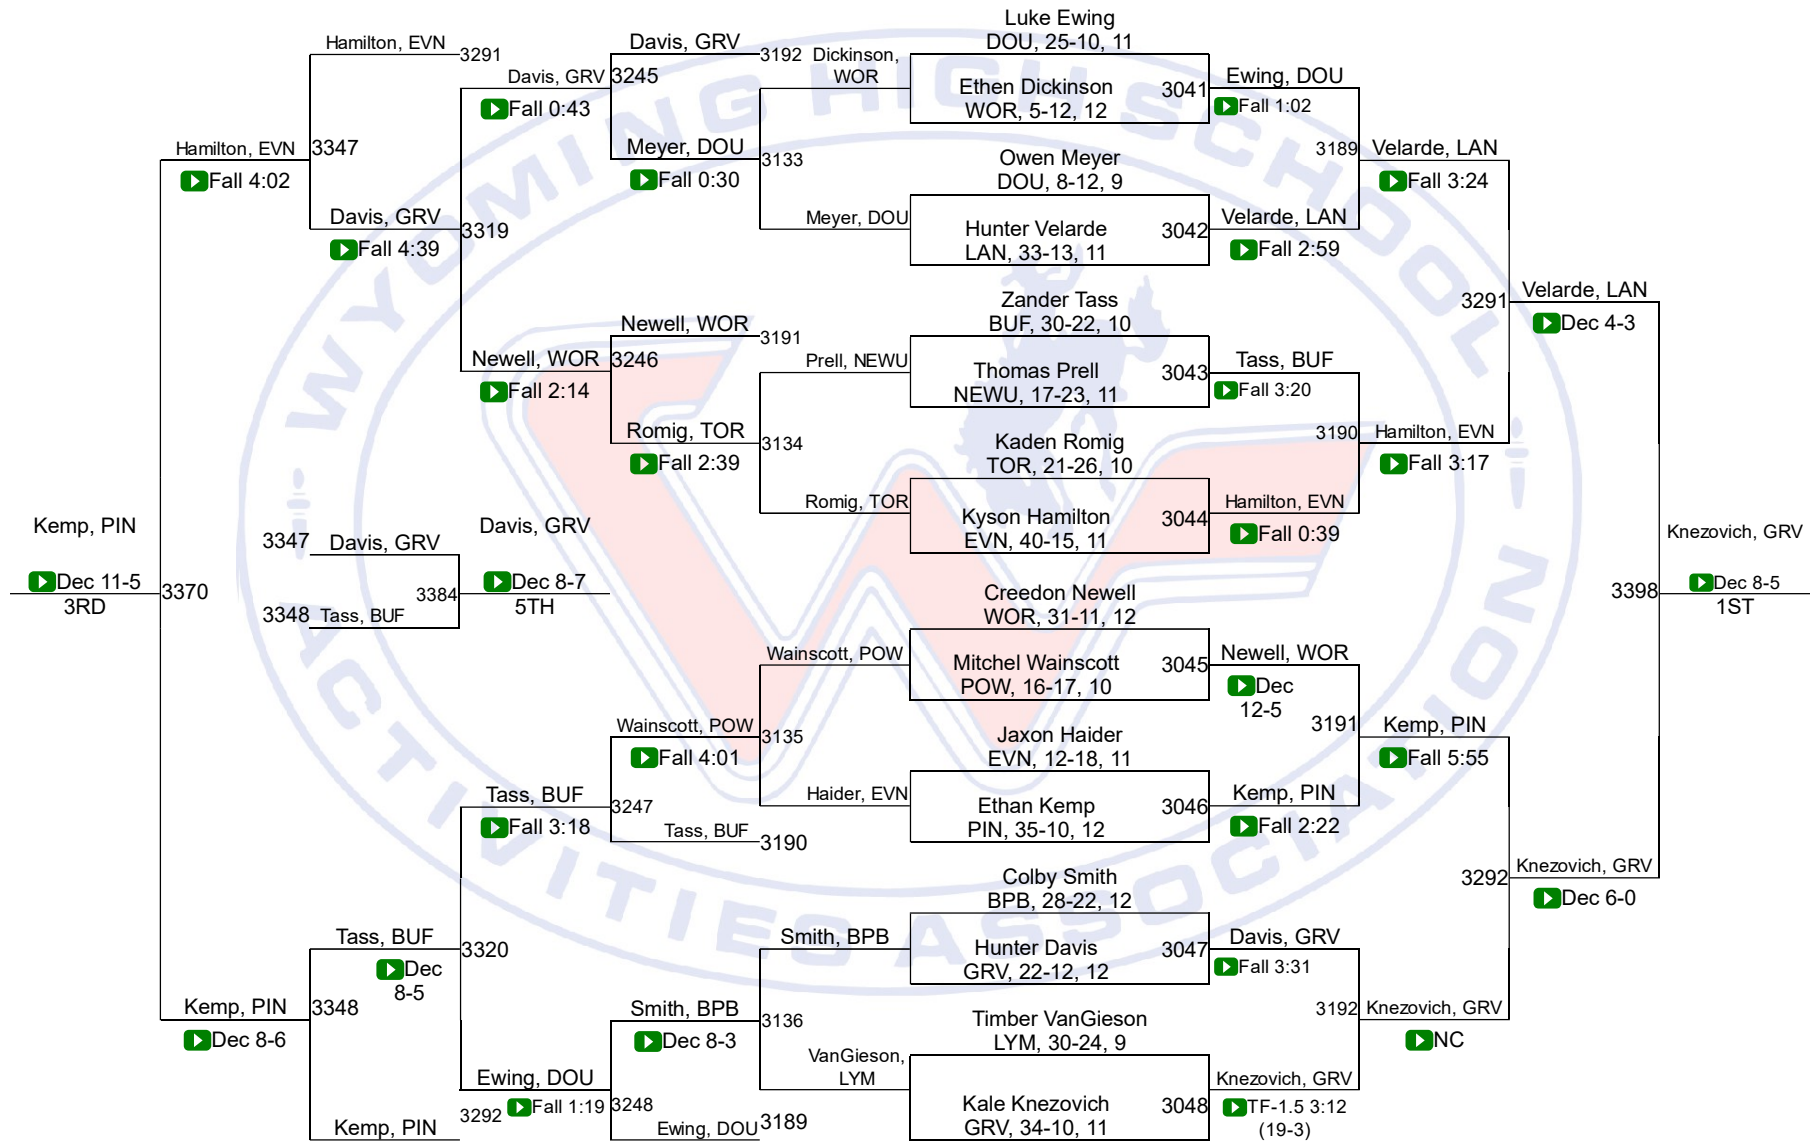 Luke Ewing
DOU, 25-10, 11
Ethen Dickinson
WOR, 5-12, 12
3041
Ewing, DOU
Fall 1:02
Owen Meyer
DOU, 8-12, 9
Hunter Velarde
LAN, 33-13, 11
3042
Velarde, LAN
Fall 2:59
Zander Tass
BUF, 30-22, 10
Thomas Prell
NEWU, 17-23, 11
3043
Tass, BUF
Fall 3:20
Kaden Romig
TOR, 21-26, 10
Kyson Hamilton
EVN, 40-15, 11
3044
Hamilton, EVN
Fall 0:39
Creedon Newell
WOR, 31-11, 12
Mitchel Wainscott
POW, 16-17, 10
3045
Newell, WOR
Dec
12-5
Jaxon Haider
EVN, 12-18, 11
Ethan Kemp
PIN, 35-10, 12
3046
Kemp, PIN
Fall 2:22
Colby Smith
BPB, 28-22, 12
Hunter Davis
GRV, 22-12, 12
3047
Davis, GRV
Fall 3:31
Timber VanGieson
LYM, 30-24, 9
Kale Knezovich
GRV, 34-10, 11
3048
Knezovich, GRV
TF-1.5 3:12
(19-3)
3189
Velarde, LAN
Fall 3:24
3190
Hamilton, EVN
Fall 3:17
3191
Kemp, PIN
Fall 5:55
3192
Knezovich, GRV
NC
3291
Velarde, LAN
Dec 4-3
3292
Knezovich, GRV
Dec 6-0
3398
Knezovich, GRV
Dec 8-5
1ST
Dickinson,
WOR
Meyer, DOU
3133
Prell, NEWU
Romig, TOR
3134
Wainscott, POW
Haider, EVN
3135
Smith, BPB
VanGieson,
LYM
3136
Davis, GRV
3192
Meyer, DOU
Fall 0:30
3245
Newell, WOR
3191
Romig, TOR
Fall 2:39
3246
Wainscott, POW
Fall 4:01
3247
Tass, BUF
3190
Smith, BPB
Dec 8-3
3248
Ewing, DOU
3189
Davis, GRV
Fall 0:43
3319
Newell, WOR
Fall 2:14
Tass, BUF
Fall 3:18
3320
Ewing, DOU
Fall 1:19
Hamilton, EVN
3291
3347
Davis, GRV
Fall 4:39
Tass, BUF
Dec
8-5
3348
Kemp, PIN
3292
Hamilton, EVN
Fall 4:02
Kemp, PIN
Dec 8-6
3370
Kemp, PIN
Dec 11-5
3RD
3347
Davis, GRV
3348
Tass, BUF
3384
Davis, GRV
Dec 8-7
5TH
WYOMING HIGH SCHOOL
ACTIVITIES ASSOCIATION